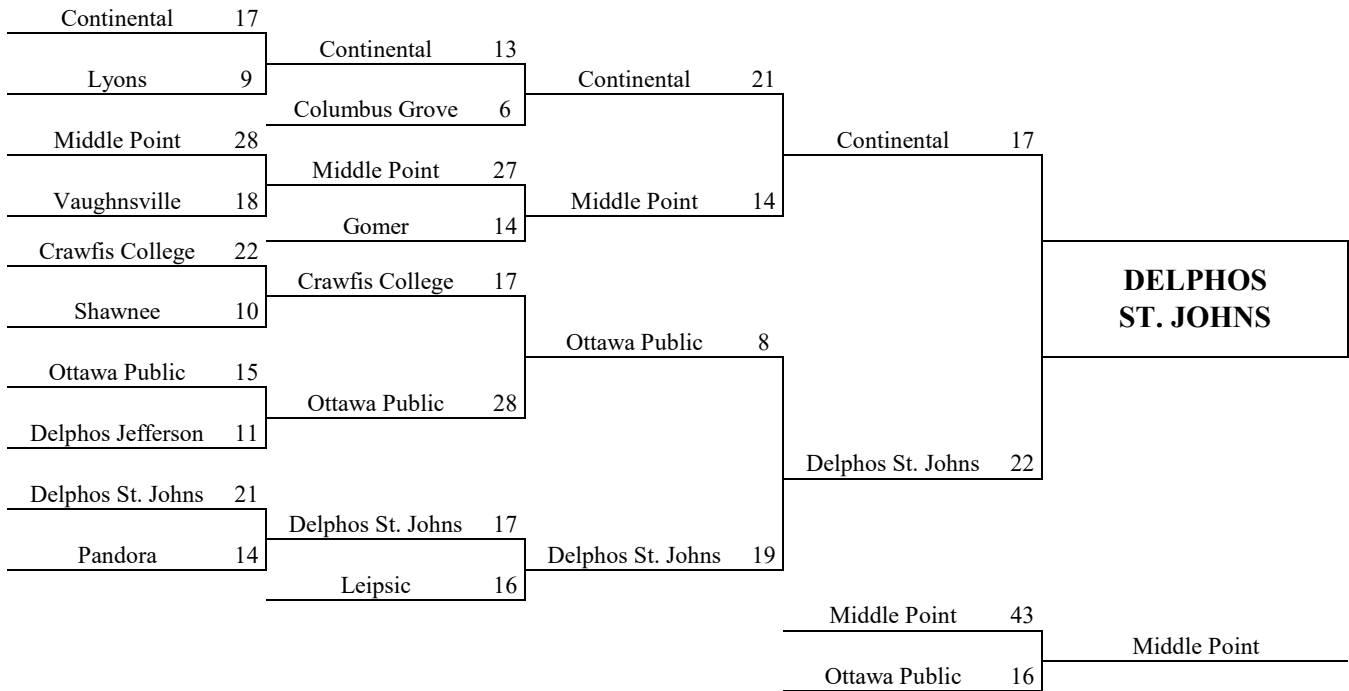 Continental 17
Continental 13
Lyons 9
Continental 21
Columbus Grove 6
Middle Point 28
Continental 17
Middle Point 27
Vaughnsville 18
Middle Point 14
Gomer 14
Crawfis College 22
Crawfis College 17
DELPHOS
ST. JOHNS
Shawnee 10
Ottawa Public 8
Ottawa Public 15
Ottawa Public 28
Delphos Jefferson 11
Delphos St. Johns 22
Delphos St. Johns 21
Delphos St. Johns 17
Pandora 14
Delphos St. Johns 19
Leipsic 16
Middle Point 43
Middle Point
Ottawa Public 16